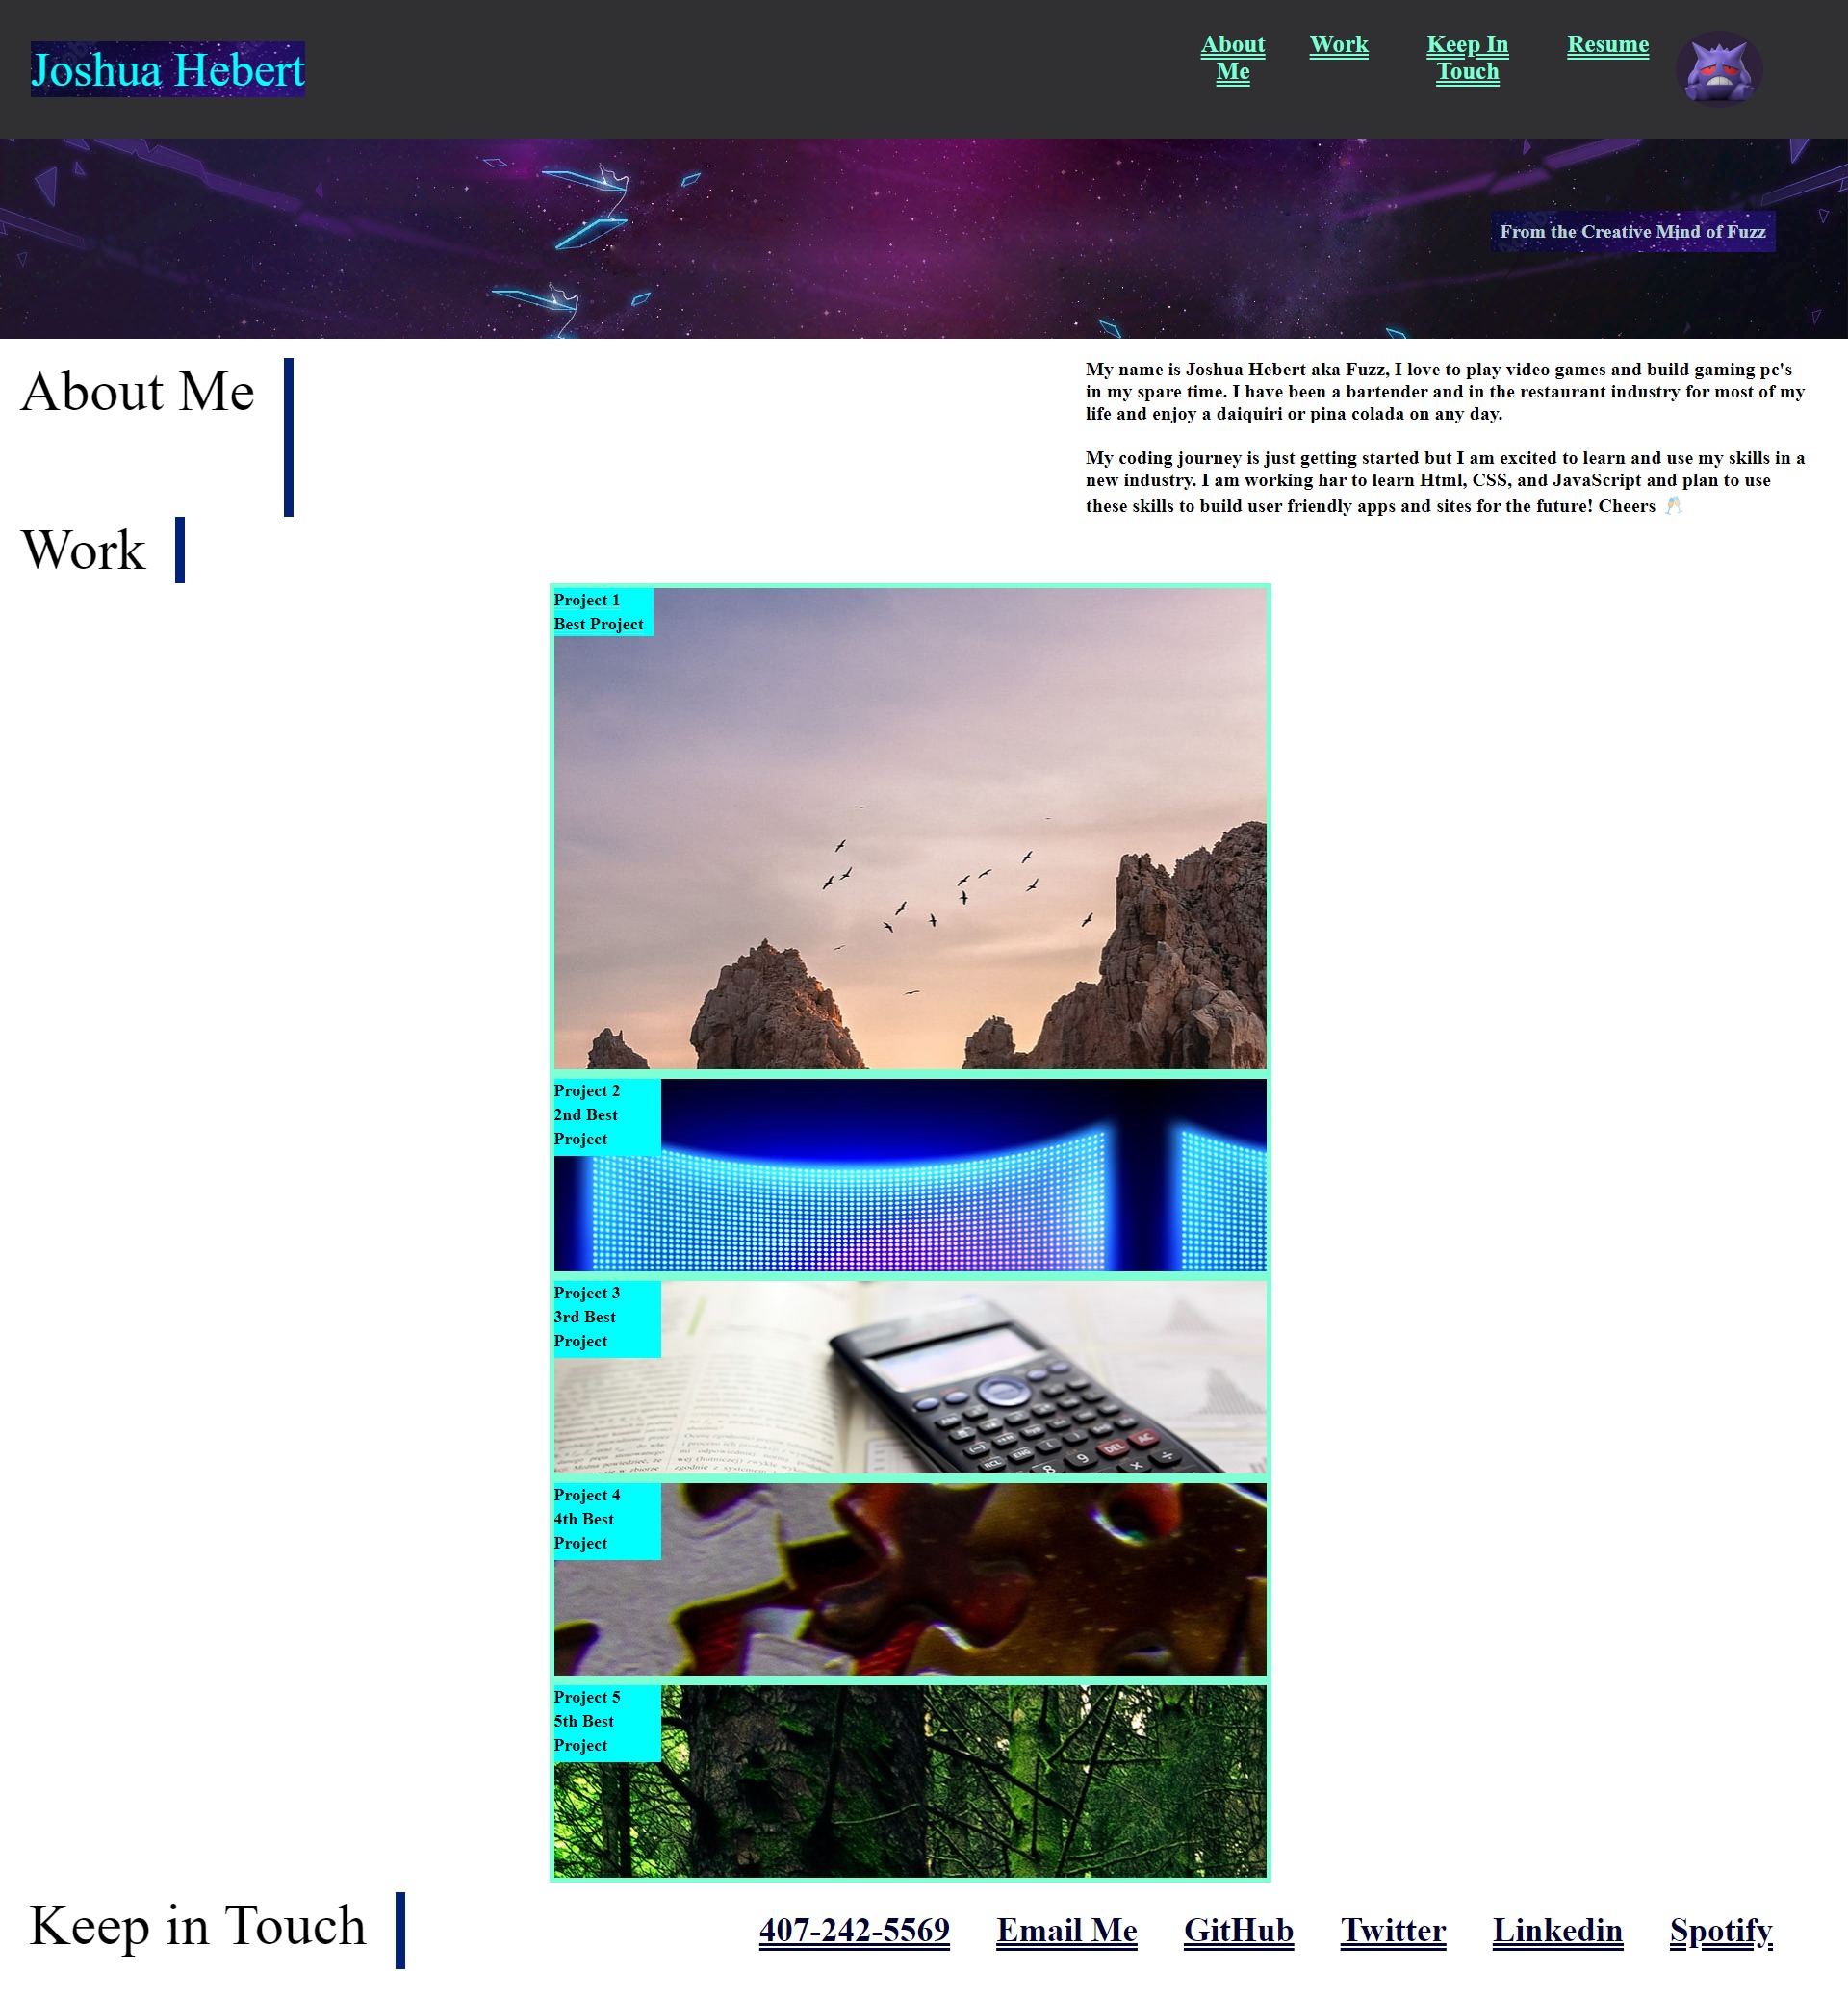 Joshua Hebert
About
Me
Work
Keep In
Touch
Resume
From the Creative Mind of Fuzz
About Me
My name is Joshua Hebert aka Fuzz, I love to play video games and build gaming pc's
in my spare time. I have been a bartender and in the restaurant industry for most of my
life and enjoy a daiquiri or pina colada on any day.
My coding journey is just getting started but I am excited to learn and use my skills in a
new industry. I am working har to learn Html, CSS, and JavaScript and plan to use
these skills to build user friendly apps and sites for the future! Cheers 🥂
Work
Project 1
Best Project
Project 2
2nd Best
Project
Project 3
3rd Best
Project
DEL AC
RCL ENG
8 9 × ÷
Project 4
4th Best
Project
Project 5
5th Best
Project
Keep in Touch
407-242-5569 Email Me GitHub Twitter Linkedin Spotify